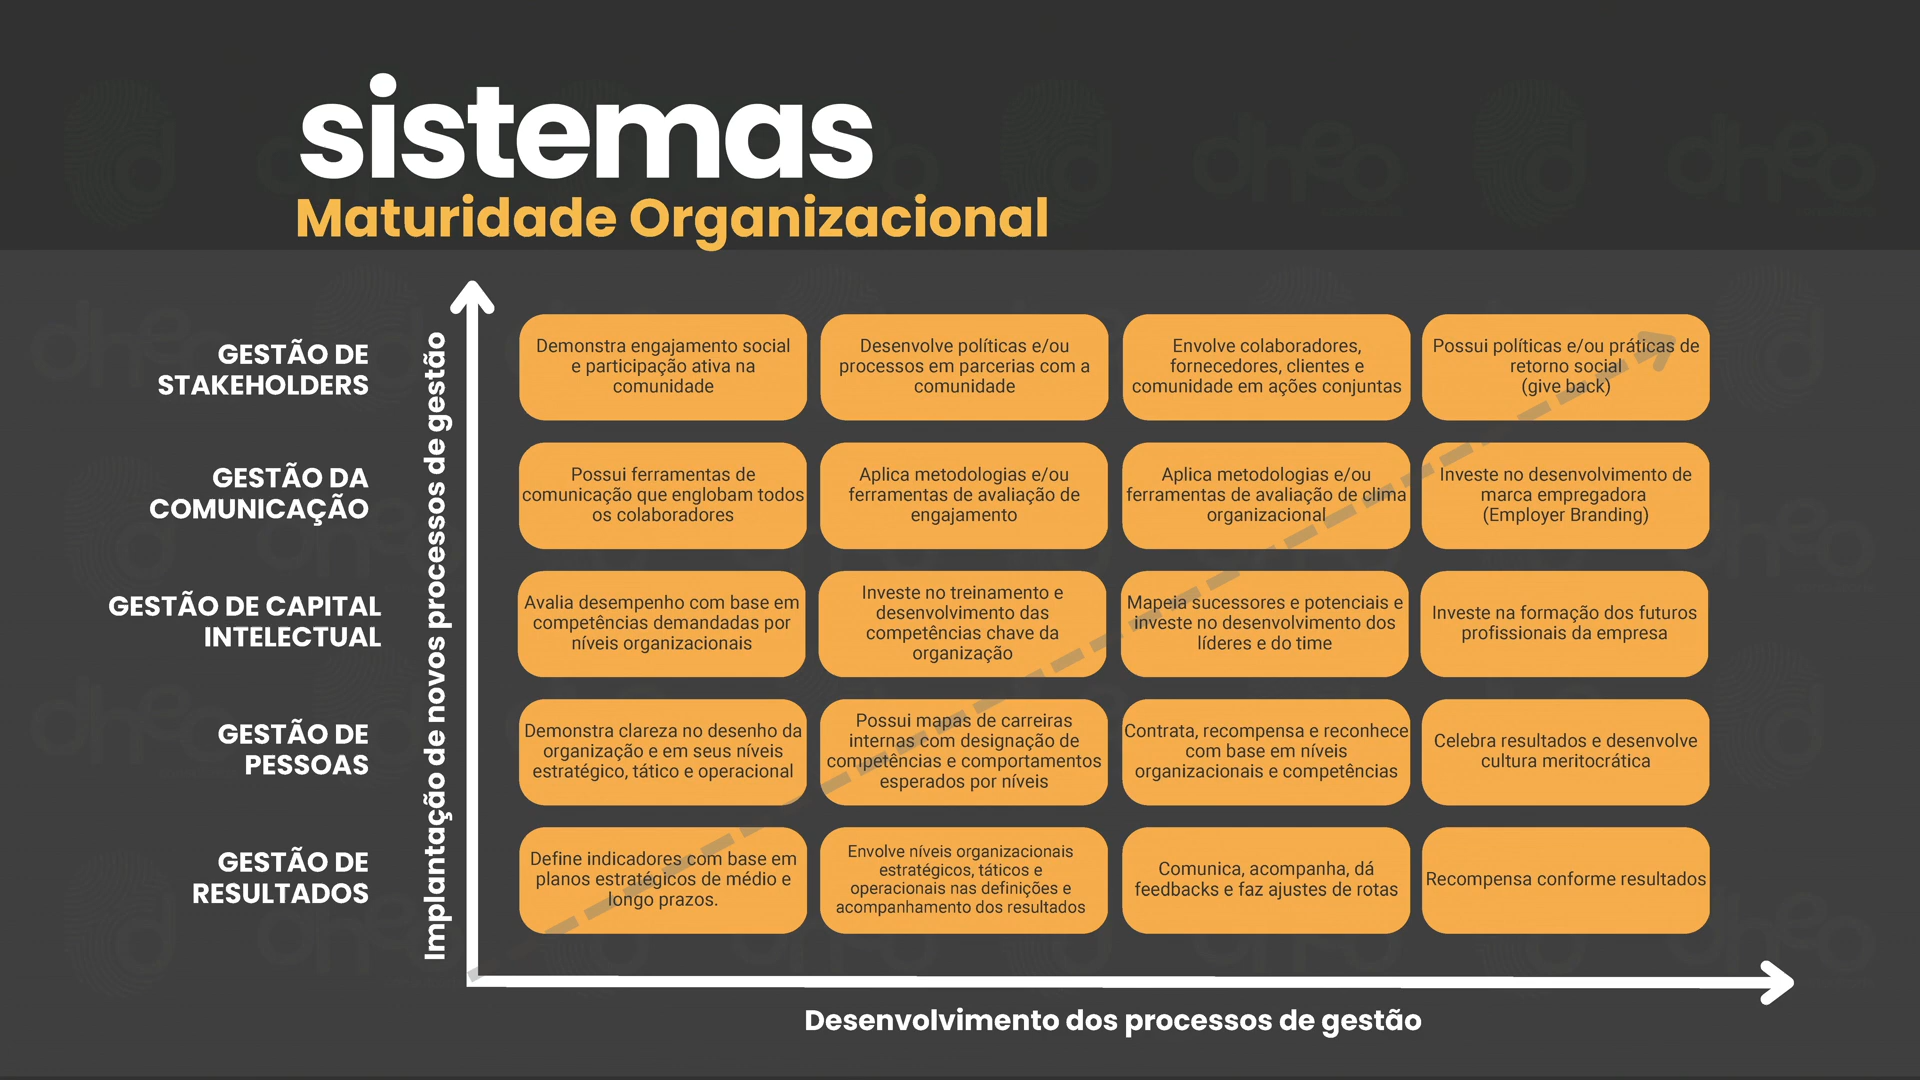 sistemas
Maturidade Organizacional
Implantação de novos processos de gestão
GESTÃO DE
STAKEHOLDERS
Demonstra engajamento social
e participação ativa na
comunidade
Desenvolve políticas e/ou
processos em parcerias com a
comunidade
Envolve colaboradores,
fornecedores, clientes e
comunidade em ações conjuntas
Possui políticas e/ou práticas de
retorno social
(give back)
GESTÃO DA
COMUNICAÇÃO
Possui ferramentas de
comunicação que englobam todos
os colaboradores
Aplica metodologias e/ou
ferramentas de avaliação de
engajamento
Aplica metodologias e/ou
ferramentas de avaliação de clima
organizacional
Investe no desenvolvimento de
marca empregadora
(Employer Branding)
GESTÃO DE CAPITAL
INTELECTUAL
Avalia desempenho com base em
competências demandadas por
níveis organizacionais
Investe no treinamento e
desenvolvimento das
competências chave da
organização
Mapeia sucessores e potenciais e
investe no desenvolvimento dos
líderes e do time
Investe na formação dos futuros
profissionais da empresa
GESTÃO DE
PESSOAS
Demonstra clareza no desenho da
organização e em seus níveis
estratégico, tático e operacional
Possui mapas de carreiras
internas com designação de
competências e comportamentos
esperados por níveis
Contrata, recompensa e reconhece
com base em níveis
organizacionais e competências
Celebra resultados e desenvolve
cultura meritocrática
GESTÃO DE
RESULTADOS
Define indicadores com base em
planos estratégicos de médio e
longo prazos.
Envolve níveis organizacionais
estratégicos, táticos e
operacionais nas definições e
acompanhamento dos resultados
Comunica, acompanha, dá
feedbacks e faz ajustes de rotas
Recompensa conforme resultados
Desenvolvimento dos processos de gestão